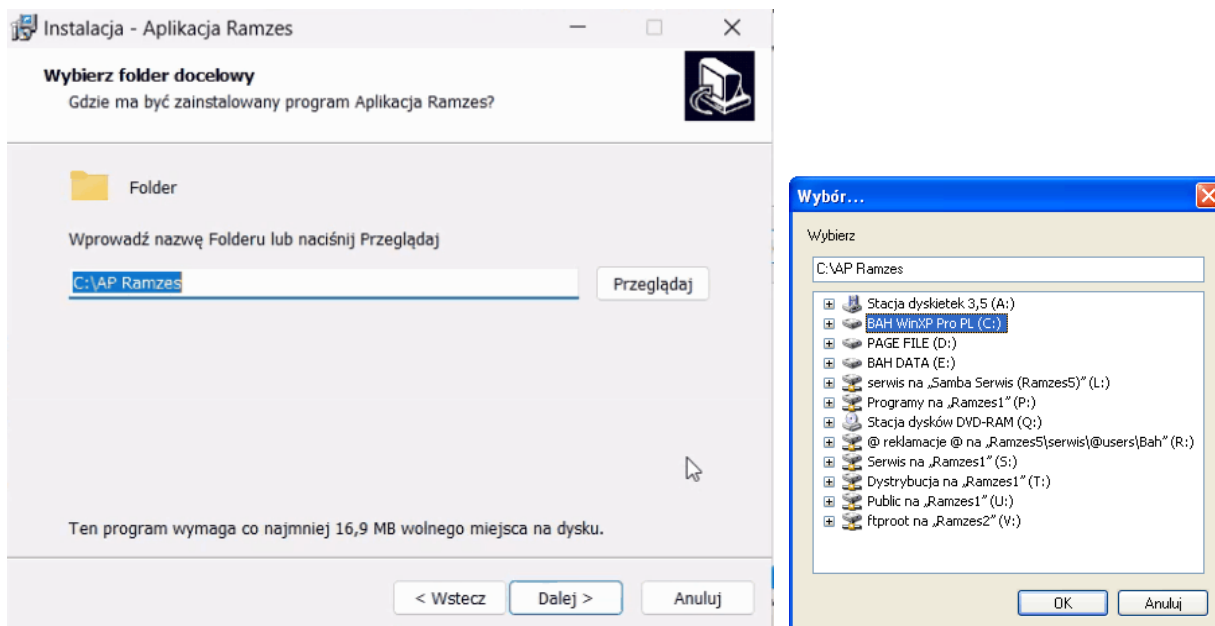 Instalacja - Aplikacja Ramzes
Wybierz folder docelowy
Gdzie ma być zainstalowany program Aplikacja Ramzes?
Folder
Wprowadź nazwę Folderu lub naciśnij Przeglądaj
C:\AP Ramzes
Przeglądaj
Ten program wymaga co najmniej 16,9 MB wolnego miejsca na dysku.
< Wstecz
Dalej >
Anuluj
Wybór...
Wybierz
C:\AP Ramzes
Stacja dyskietek 3,5 (A:)
BAH WinXP Pro PL (C:)
PAGE FILE (D:)
BAH DATA (E:)
serwis na „Samba Serwis (Ramzes5)” (L:)
Programy na „Ramzes1” (P:)
Stacja dysków DVD-RAM (Q:)
@ reklamacje @ na „Ramzes5\serwis\@users\Bah” (R:)
Serwis na „Ramzes1” (S:)
Dystrybucja na „Ramzes1” (T:)
Public na „Ramzes1” (U:)
ftproot na „Ramzes2” (V:)
OK
Anuluj